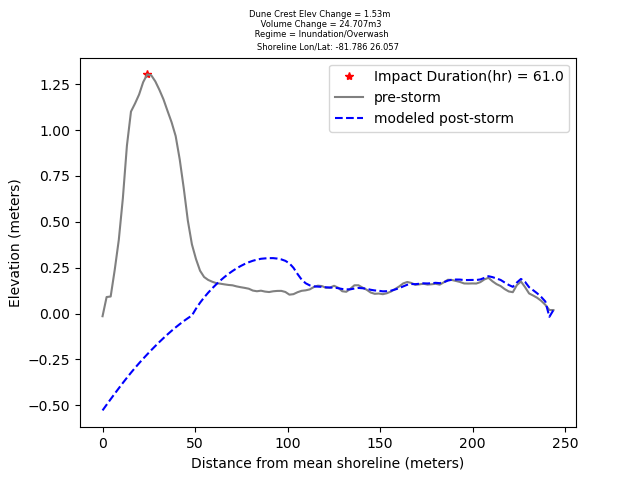 Dune Crest Elev Change = 1.53m
Volume Change = 24.707m3
Regime = Inundation/Overwash
Shoreline Lon/Lat: -81.786 26.057
Impact Duration(hr) = 61.0
pre-storm
modeled post-storm
Elevation (meters)
1.25
1.00
0.75
0.50
0.25
0.00
−0.25
−0.50
0 50 100 150 200 250
Distance from mean shoreline (meters)